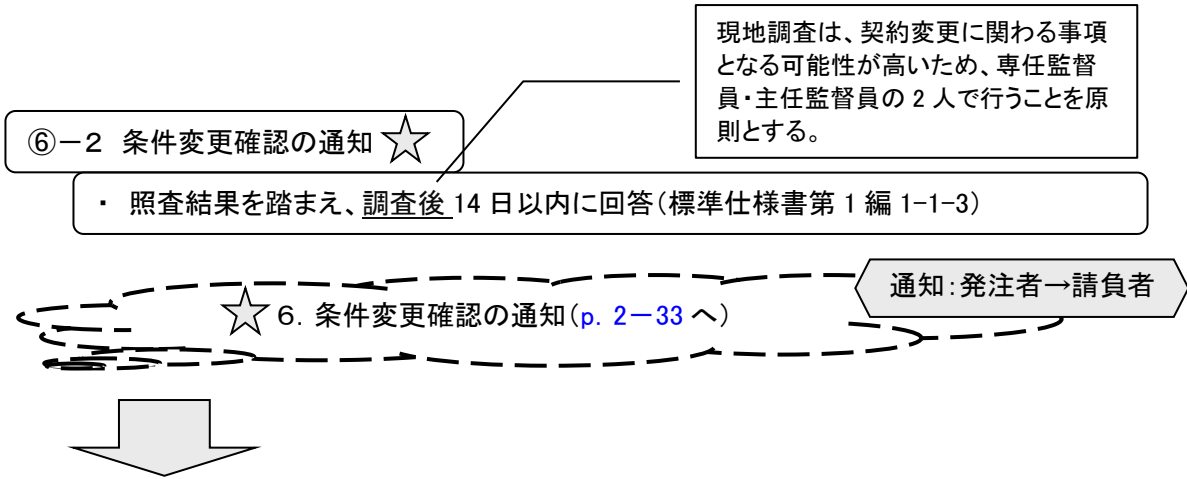 現地調査は、契約変更に関わる事項
となる可能性が高いため、専任監督
員・主任監督員の 2 人で行うことを原
則とする。
⑥－２ 条件変更確認の通知
・ 照査結果を踏まえ、調査後 14 日以内に回答（標準仕様書第 1 編 1-1-3）
通知：発注者→請負者
６．条件変更確認の通知（p. 2－33 へ）